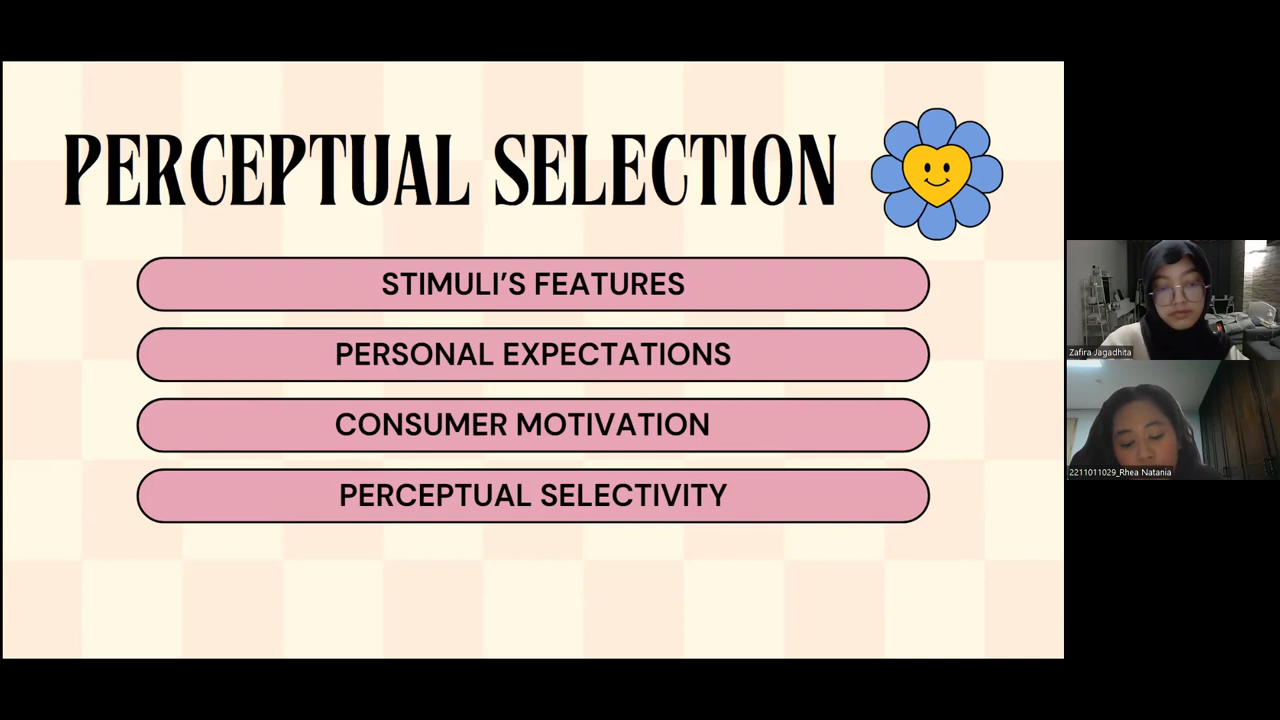 PERCEPTUAL SELECTION
STIMULI'S FEATURES
PERSONAL EXPECTATIONS
CONSUMER MOTIVATION
PERCEPTUAL SELECTIVITY
Zafira Jagadhita
2211011029_Rhea Natania